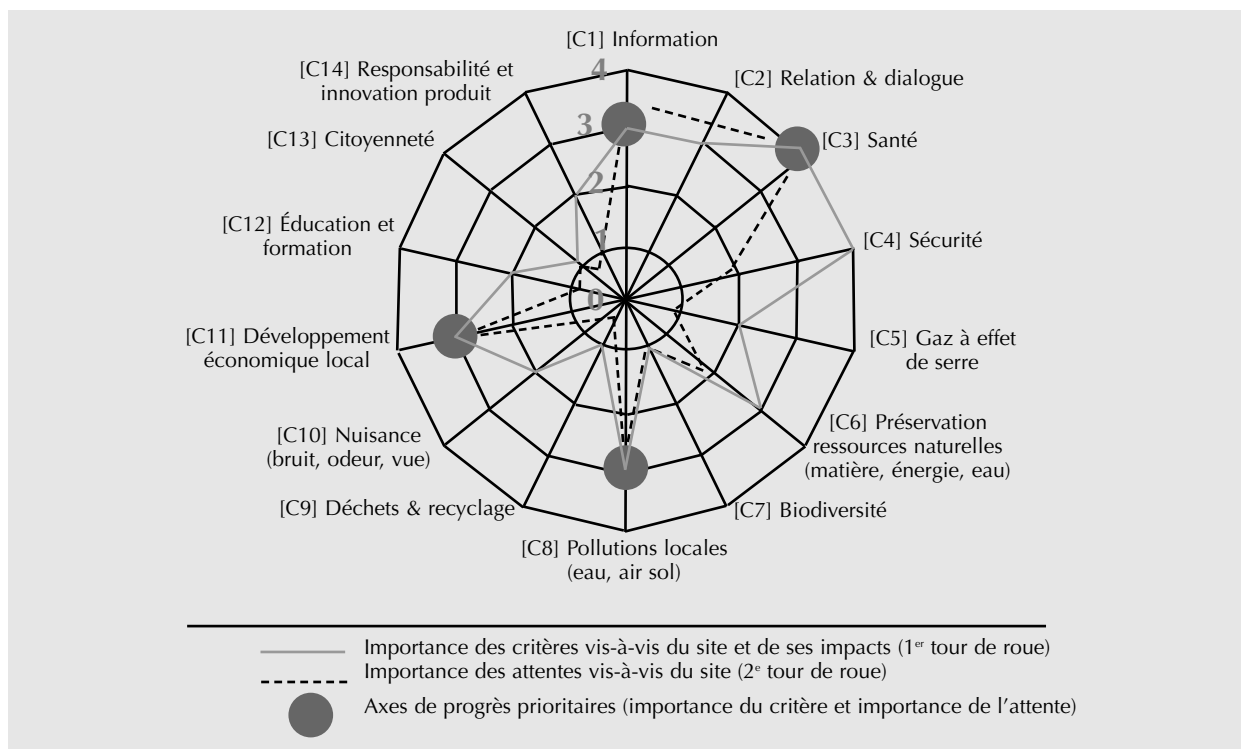 [C1] Information
[C14] Responsabilité et
innovation produit
4
[C2] Relation & dialogue
[C13] Citoyenneté
3
[C3] Santé
2
[C12] Éducation et
formation
1
[C4] Sécurité
0
[C11] Développement
économique local
[C5] Gaz à effet
de serre
[C10] Nuisance
(bruit, odeur, vue)
[C6] Préservation
ressources naturelles
(matière, énergie, eau)
[C9] Déchets & recyclage
[C7] Biodiversité
[C8] Pollutions locales
(eau, air sol)
Importance des critères vis-à-vis du site et de ses impacts (1er tour de roue)
Importance des attentes vis-à-vis du site (2e tour de roue)
Axes de progrès prioritaires (importance du critère et importance de l'attente)